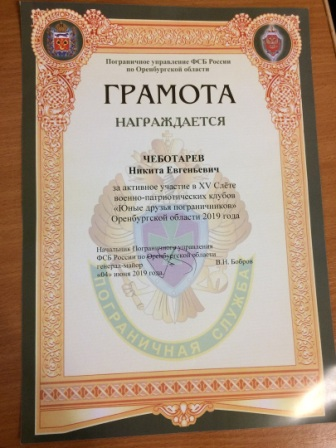 Пограничное управление ФСБ России
по Оренбургской области
ГРАМОТА
НАГРАЖДАЕТСЯ
ЧЕБОТАРЕВ
Никита Евгеньевич
за активное участие в XV Слёте
военно-патриотических клубов
«Юные друзья пограничников»
Оренбургской области 2019 года
Начальник Пограничного управления
ФСБ России по Оренбургской области
генерал-майор В.Н. Бобров
«04» июня 2019 года
ПОГРАНИЧНАЯ СЛУЖБА